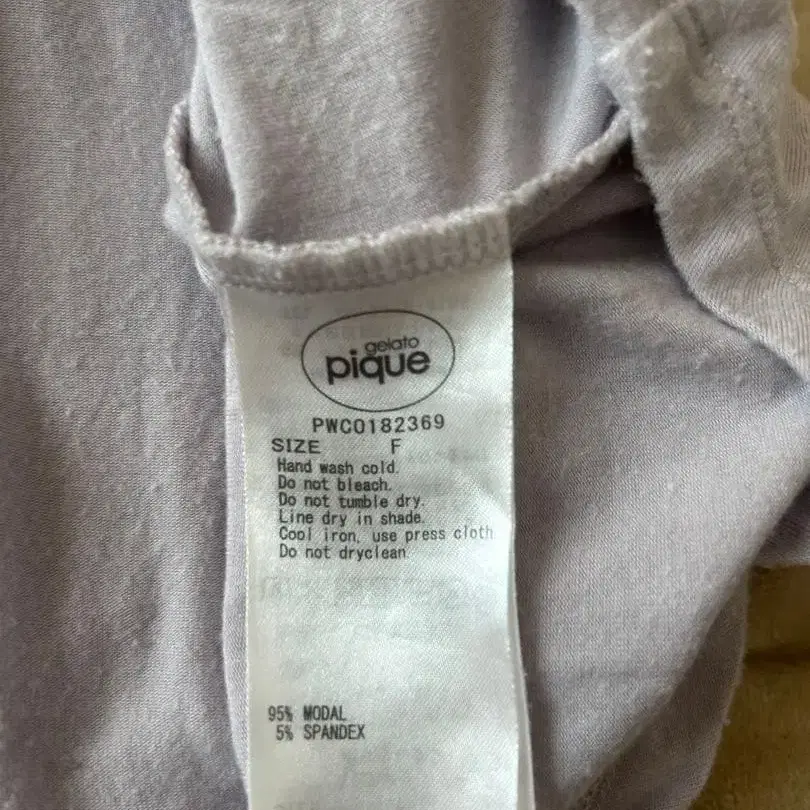 gelato
pique
PWCO182369
SIZE F
Hand wash cold.
Do not bleach.
Do not tumble dry.
Line dry in shade.
Cool iron, use press cloth
Do not dryclean.
95% MODAL
5% SPANDEX